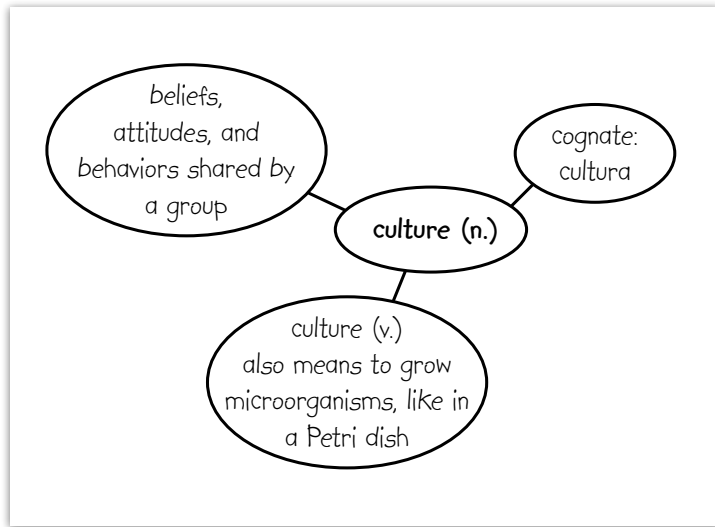 beliefs,
attitudes, and
behaviors shared by
a group
cognate:
cultura
culture (n.)
culture (v.)
also means to grow
microorganisms, like in
a Petri dish